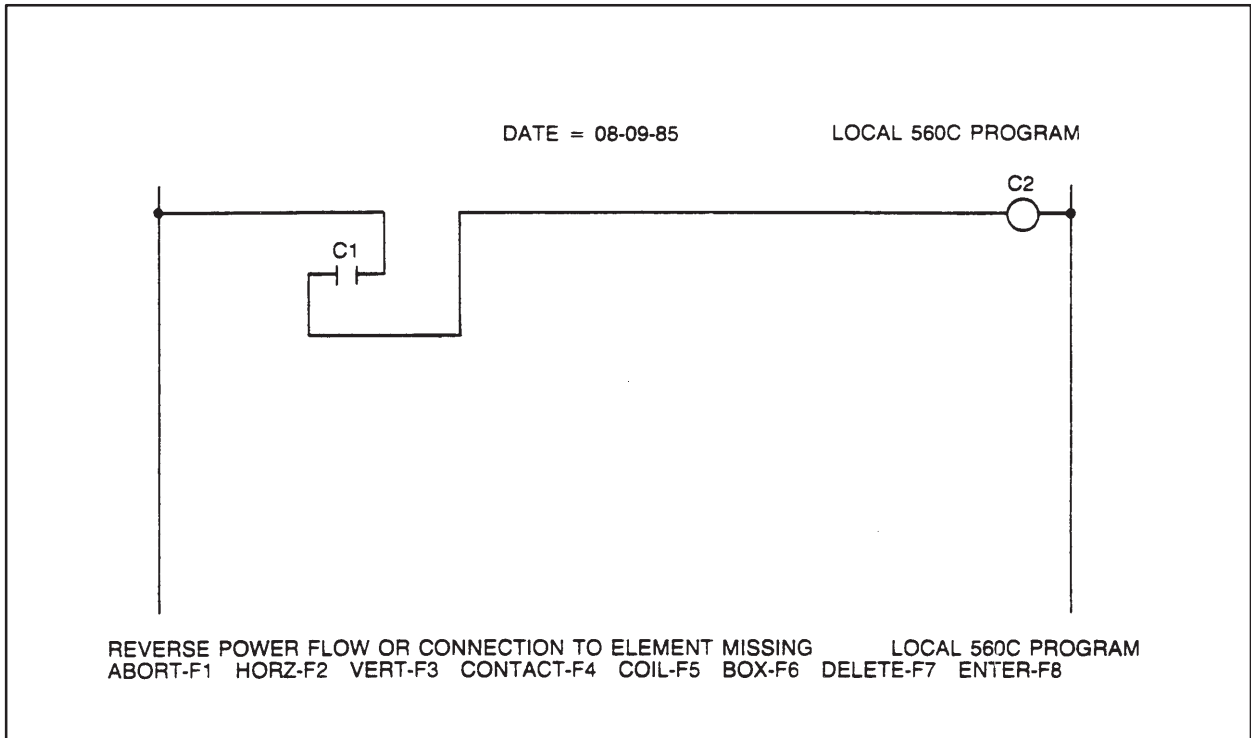 DATE = 08-09-85 LOCAL 560C PROGRAM
C2
C1
REVERSE POWER FLOW OR CONNECTION TO ELEMENT MISSING LOCAL 560C PROGRAM
ABORT-F1 HORZ-F2 VERT-F3 CONTACT-F4 COIL-F5 BOX-F6 DELETE-F7 ENTER-F8